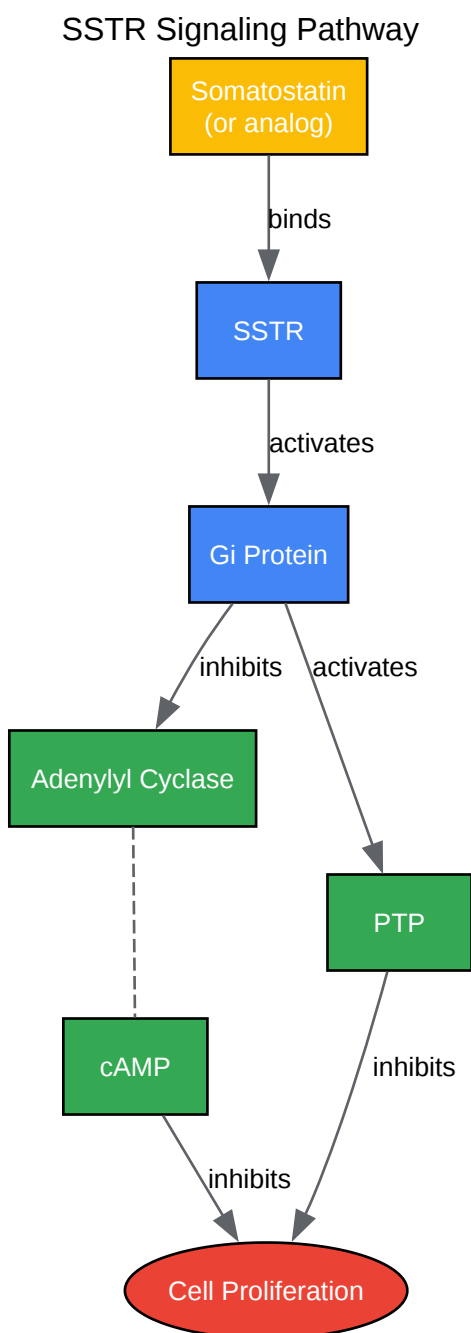 SSTR Signaling Pathway
Somatostatin
(or analog)
binds
SSTR
activates
Gi Protein
inhibits
activates
Adenylyl Cyclase
PTP
cAMP
inhibits
inhibits
Cell Proliferation